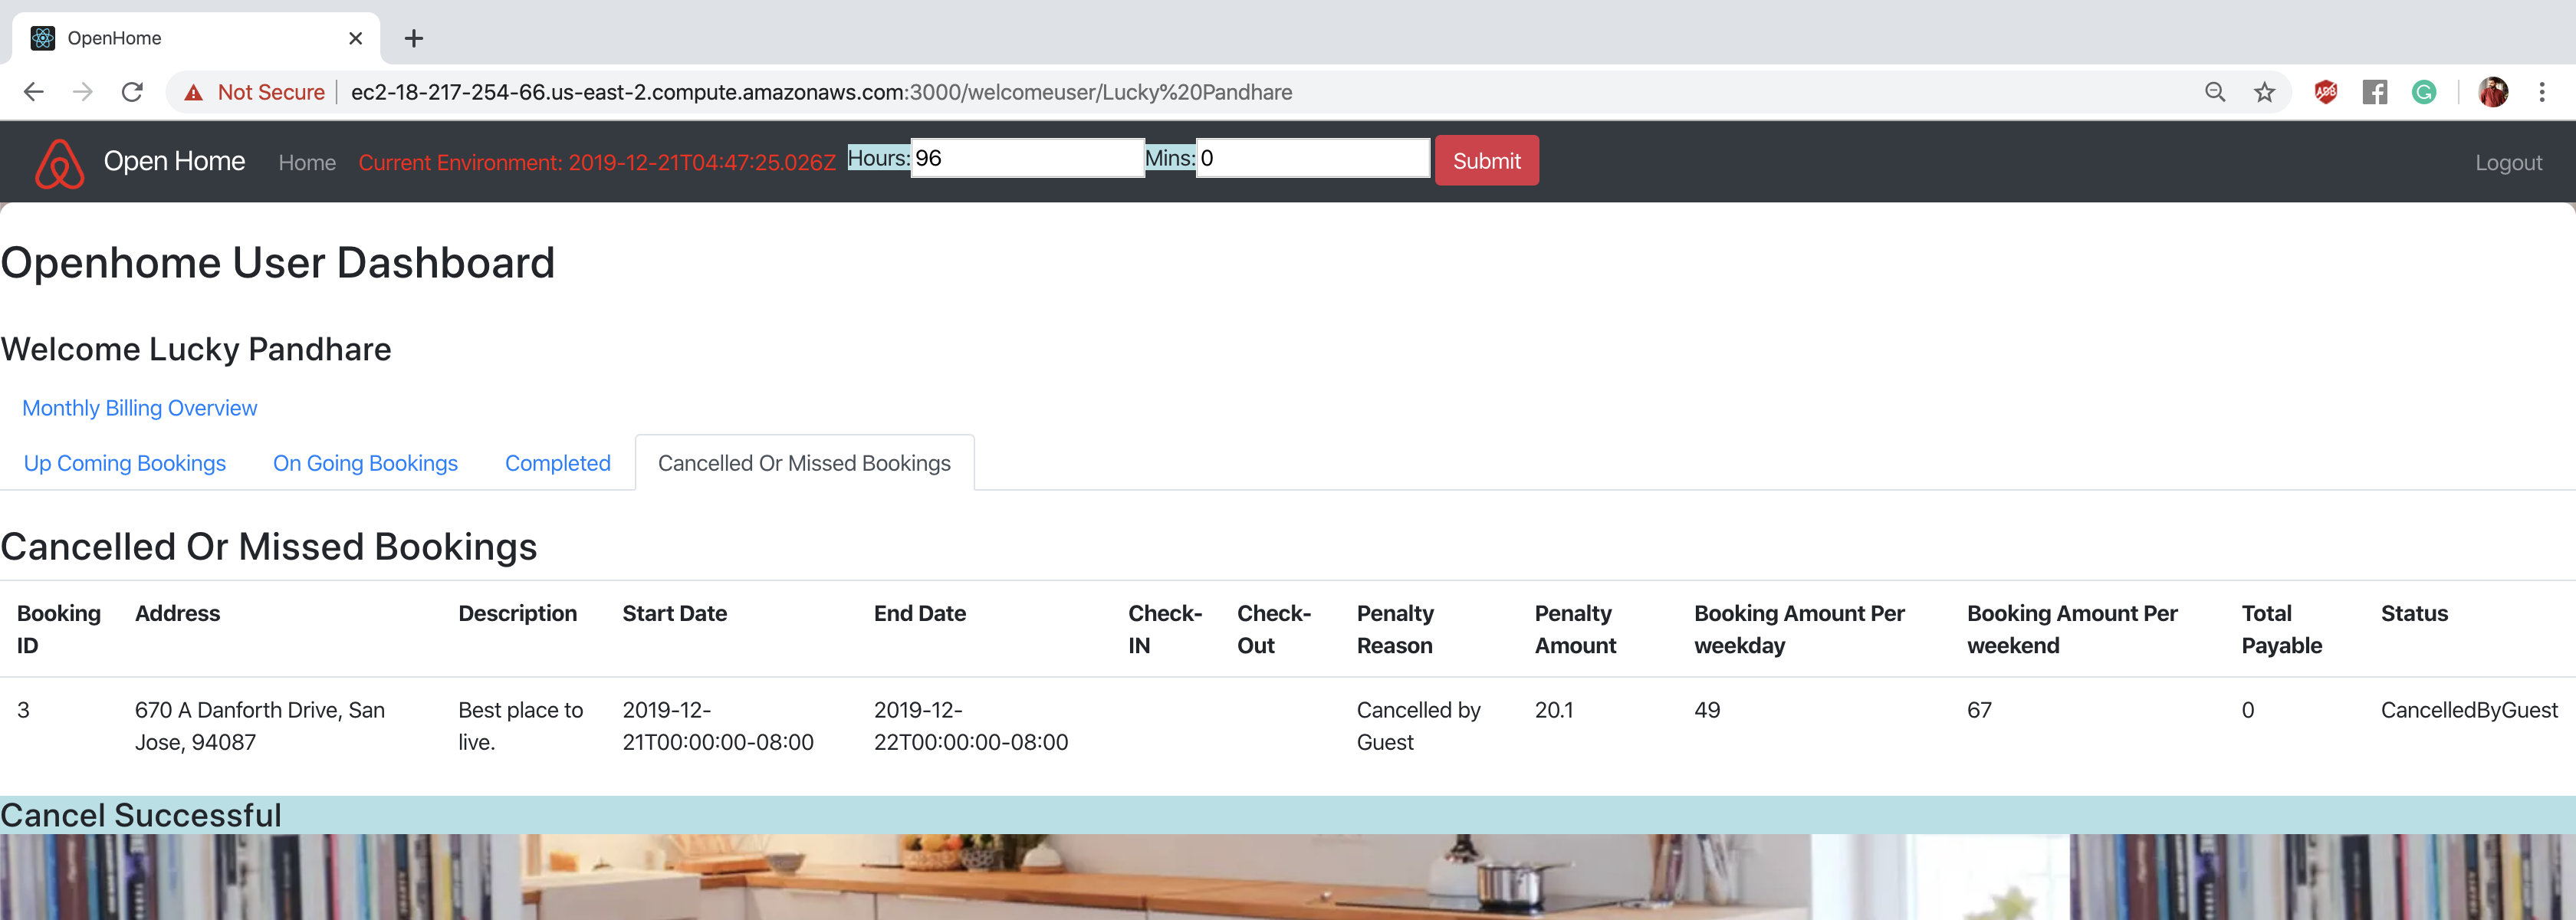 OpenHome
Not Secure ec2-18-217-254-66.us-east-2.compute.amazonaws.com:3000/welcomeuser/Lucky%20Pandhare
ABP
Open Home Home Current Environment: 2019-12-21T04:47:25.026Z Hours: 96 Mins: 0 Submit Logout
Openhome User Dashboard
Welcome Lucky Pandhare
Monthly Billing Overview
Up Coming Bookings On Going Bookings Completed Cancelled Or Missed Bookings
Cancelled Or Missed Bookings
Booking Address Description Start Date End Date Check- Check- Penalty Penalty Booking Amount Per Booking Amount Per Total Status
ID IN Out Reason Amount weekday weekend Payable
3 670 A Danforth Drive, San Best place to 2019-12- 2019-12- Cancelled by 20.1 49 67 0 CancelledByGuest
Jose, 94087 live. 21T00:00:00-08:00 22T00:00:00-08:00 Guest
Cancel Successful